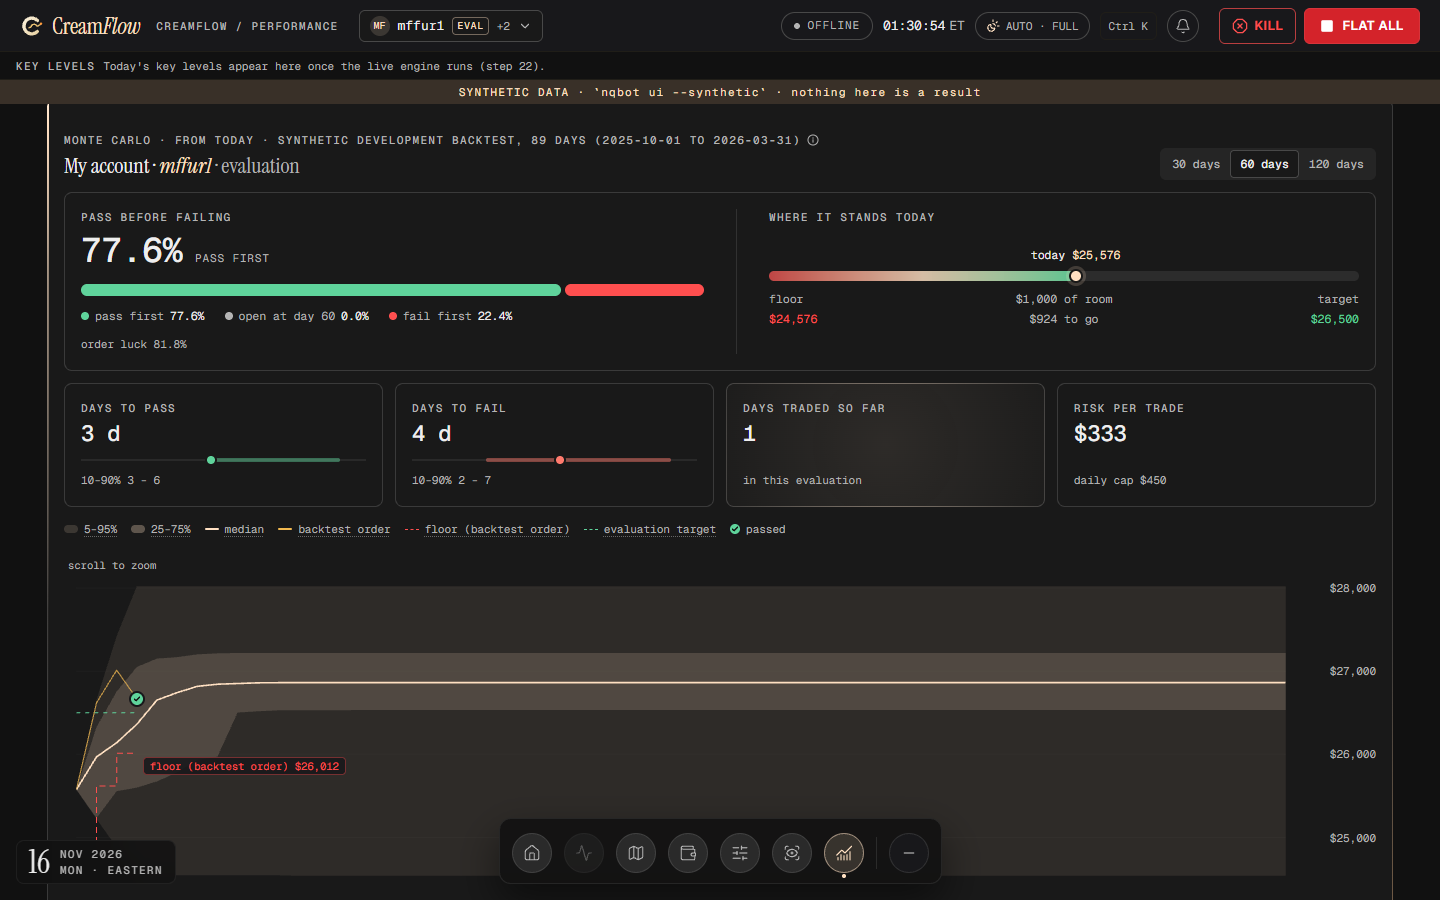 CreamFlow CREAMFLOW / PERFORMANCE MF mffur1 EVAL +2 OFFLINE 01:30:54 ET AUTO · FULL Ctrl K KILL FLAT ALL
KEY LEVELS Today's key levels appear here once the live engine runs (step 22).
SYNTHETIC DATA · `nqbot ui --synthetic` · nothing here is a result
MONTE CARLO · FROM TODAY · SYNTHETIC DEVELOPMENT BACKTEST, 89 DAYS (2025-10-01 TO 2026-03-31)
My account · mffur1 · evaluation
30 days 60 days 120 days
PASS BEFORE FAILING
77.6% PASS FIRST
pass first 77.6% open at day 60 0.0% fail first 22.4%
order luck 81.8%
WHERE IT STANDS TODAY
today $25,576
floor $1,000 of room target
$24,576 $924 to go $26,500
DAYS TO PASS
3 d
10-90% 3 - 6
DAYS TO FAIL
4 d
10-90% 2 - 7
DAYS TRADED SO FAR
1
in this evaluation
RISK PER TRADE
$333
daily cap $450
5-95% 25-75% median backtest order floor (backtest order) evaluation target passed
scroll to zoom
$28,000
$27,000
$26,000
floor (backtest order) $26,012
$25,000
16 NOV 2026
MON · EASTERN